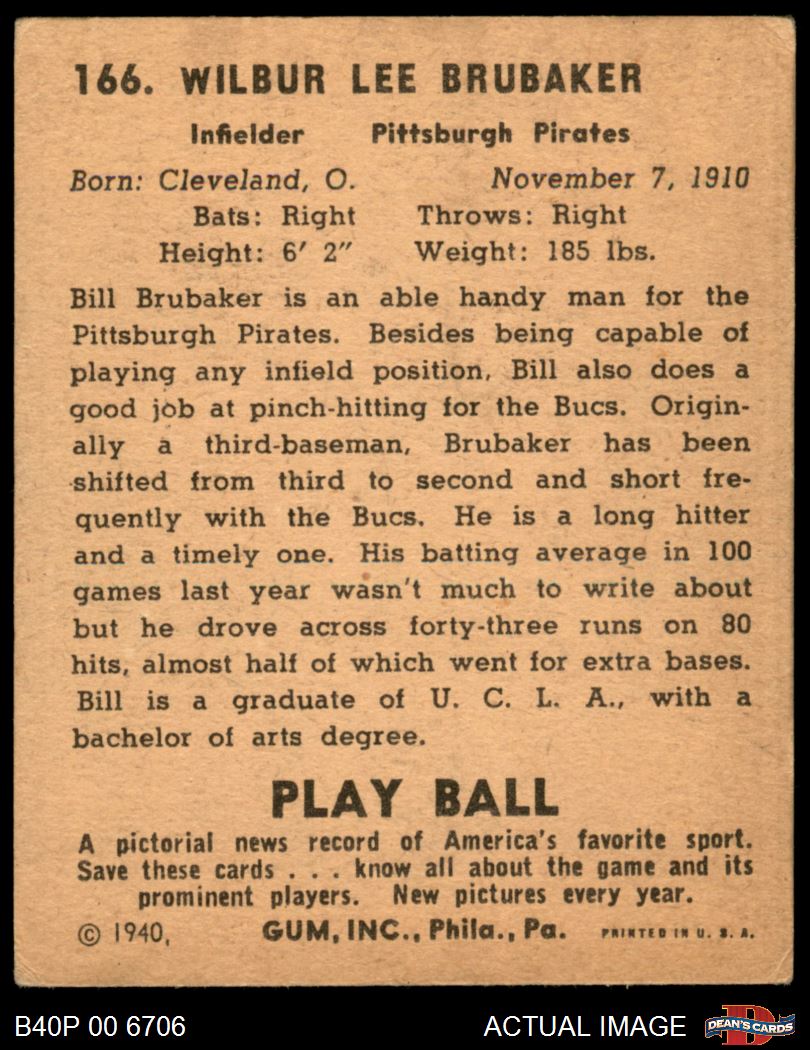 166. WILBUR LEE BRUBAKER
Infielder Pittsburgh Pirates
Born: Cleveland, O. November 7, 1910
Bats: Right Throws: Right
Height: 6′ 2″ Weight: 185 lbs.
Bill Brubaker is an able handy man for the
Pittsburgh Pirates. Besides being capable of
playing any infield position, Bill also does a
good job at pinch-hitting for the Bucs. Origin-
ally a third-baseman, Brubaker has been
shifted from third to second and short fre-
quently with the Bucs. He is a long hitter
and a timely one. His batting average in 100
games last year wasn't much to write about
but he drove across forty-three runs on 80
hits, almost half of which went for extra bases.
Bill is a graduate of U. C. L. A., with a
bachelor of arts degree.
PLAY BALL
A pictorial news record of America's favorite sport.
Save these cards . . . know all about the game and its
prominent players. New pictures every year.
© 1940, GUM, INC., Phila., Pa. PRINTED IN U. S. A.
B40P 00 6706 ACTUAL IMAGE D DEAN'S CARDS